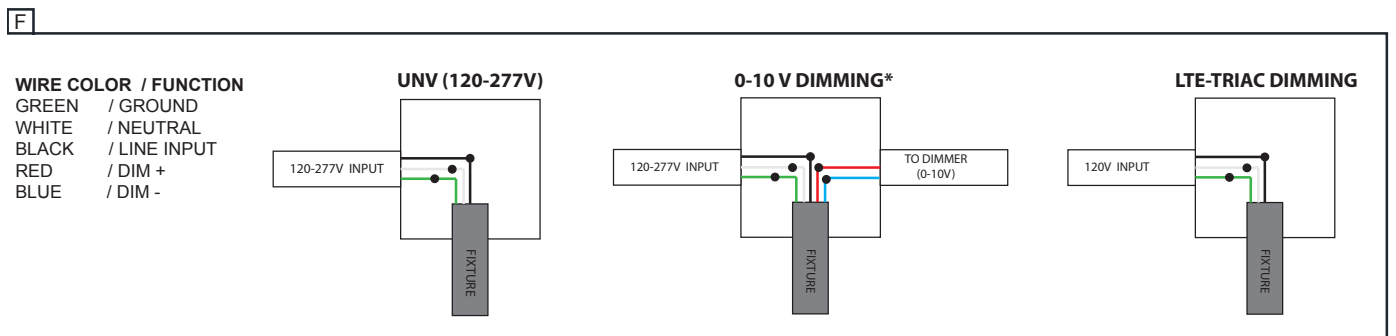 F
WIRE COLOR / FUNCTION
GREEN / GROUND
WHITE / NEUTRAL
BLACK / LINE INPUT
RED / DIM +
BLUE / DIM -
UNV (120-277V)
120-277V INPUT
FIXTURE
0-10 V DIMMING*
120-277V INPUT
TO DIMMER
(0-10V)
FIXTURE
LTE-TRIAC DIMMING
120V INPUT
FIXTURE